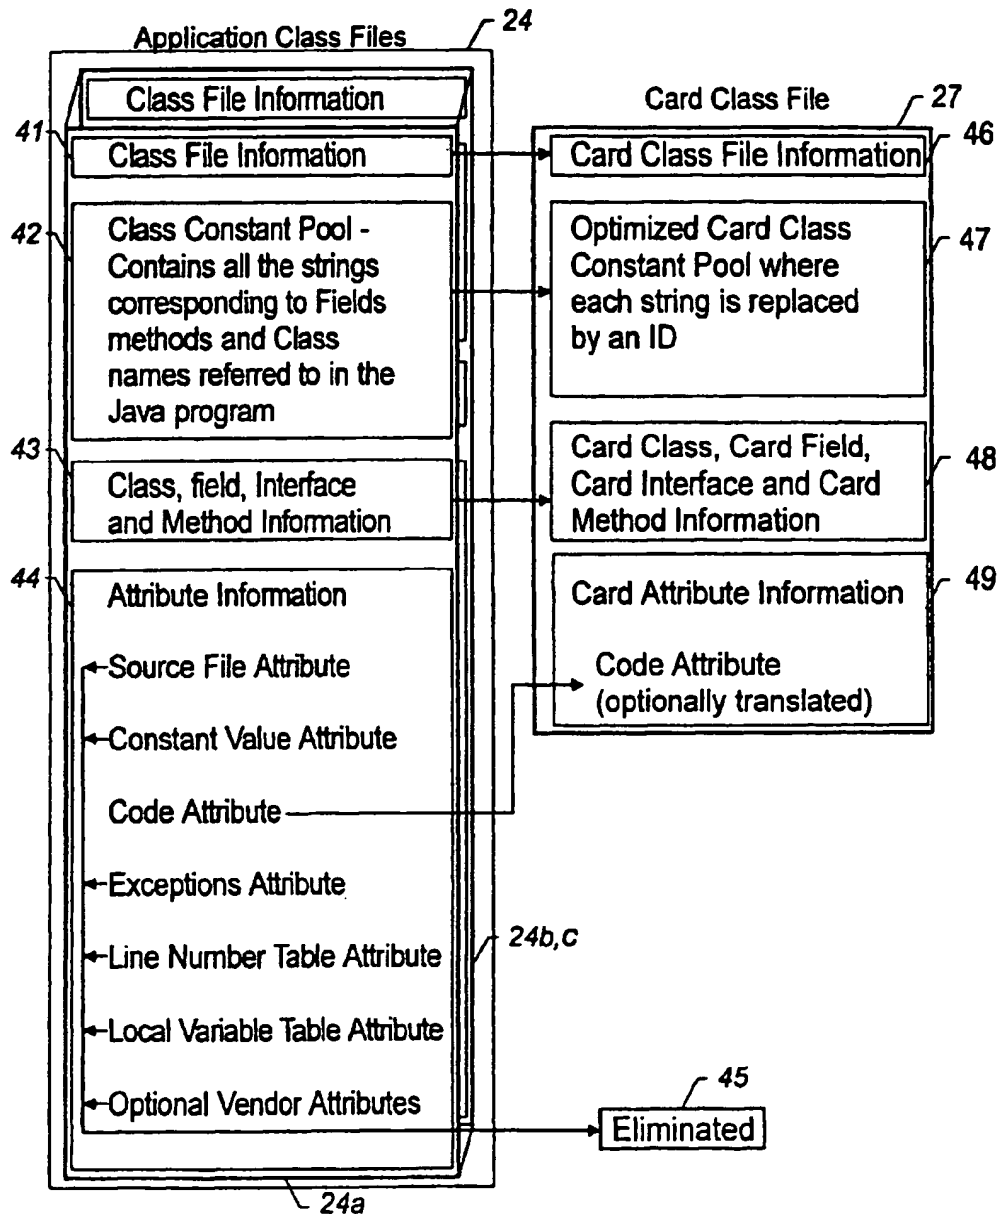 Application Class Files
24
Class File Information
41
Class File Information
42
Class Constant Pool -
Contains all the strings
corresponding to Fields
methods and Class
names referred to in the
Java program
43
Class, field, Interface
and Method Information
44
Attribute Information
Source File Attribute
Constant Value Attribute
Code Attribute
Exceptions Attribute
Line Number Table Attribute
Local Variable Table Attribute
Optional Vendor Attributes
24b,c
24a
Card Class File
27
46
Card Class File Information
47
Optimized Card Class
Constant Pool where
each string is replaced
by an ID
48
Card Class, Card Field,
Card Interface and Card
Method Information
49
Card Attribute Information
Code Attribute
(optionally translated)
45
Eliminated